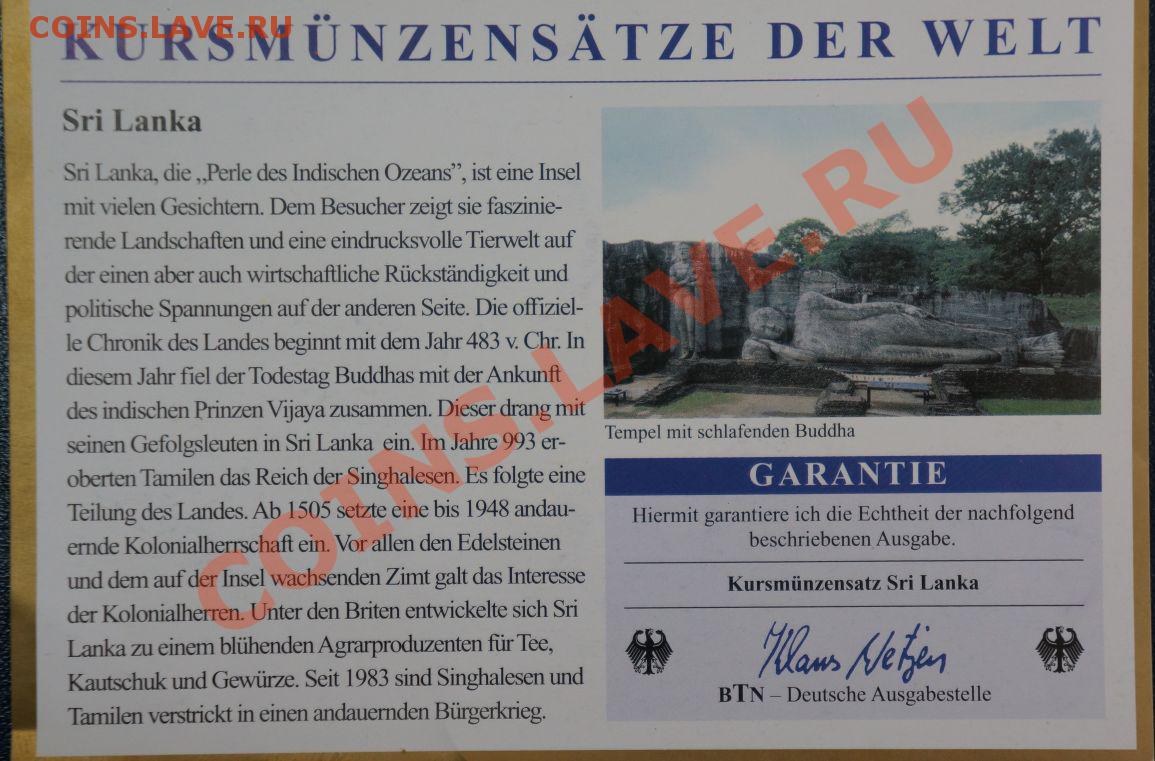 COINS.LAVE.RU
KURSMÜNZENSÄTZE DER WELT
Sri Lanka
Sri Lanka, die „Perle des Indischen Ozeans”, ist eine Insel
mit vielen Gesichtern. Dem Besucher zeigt sie faszinie-
rende Landschaften und eine eindrucksvolle Tierwelt auf
der einen aber auch wirtschaftliche Rückständigkeit und
politische Spannungen auf der anderen Seite. Die offiziel-
le Chronik des Landes beginnt mit dem Jahr 483 v. Chr. In
diesem Jahr fiel der Todestag Buddhas mit der Ankunft
des indischen Prinzen Vijaya zusammen. Dieser drang mit
seinen Gefolgsleuten in Sri Lanka ein. Im Jahre 993 er-
oberten Tamilen das Reich der Singhalesen. Es folgte eine
Teilung des Landes. Ab 1505 setzte eine bis 1948 andau-
ernde Kolonialherrschaft ein. Vor allen den Edelsteinen
und dem auf der Insel wachsenden Zimt galt das Interesse
der Kolonialherren. Unter den Briten entwickelte sich Sri
Lanka zu einem blühenden Agrarproduzenten für Tee,
Kautschuk und Gewürze. Seit 1983 sind Singhalesen und
Tamilen verstrickt in einen andauernden Bürgerkrieg.
Tempel mit schlafenden Buddha
GARANTIE
Hiermit garantiere ich die Echtheit der nachfolgend
beschriebenen Ausgabe.
Kursmünzensatz Sri Lanka
Klaus Netzen
BTN – Deutsche Ausgabestelle
COINS.LAVE.RU